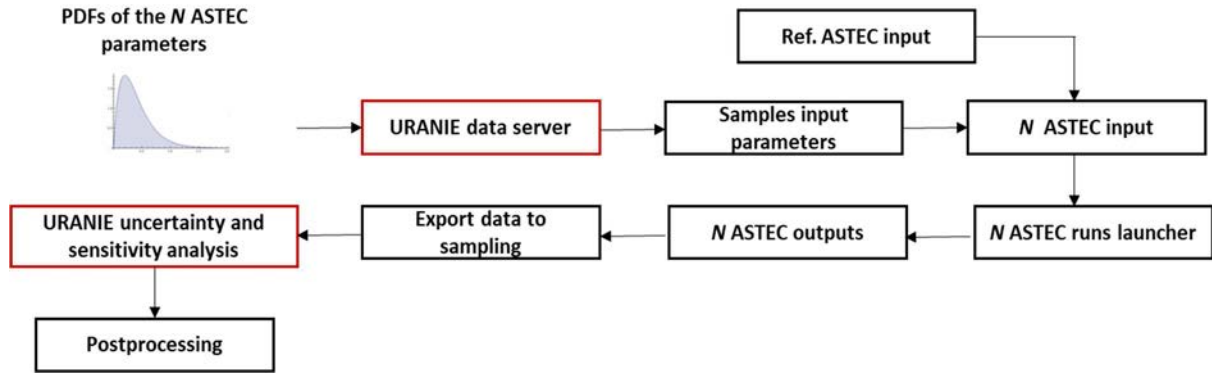 PDFs of the N ASTEC
parameters
Ref. ASTEC input
URANIE data server
Samples input
parameters
N ASTEC input
URANIE uncertainty and
sensitivity analysis
Export data to
sampling
N ASTEC outputs
N ASTEC runs launcher
Postprocessing